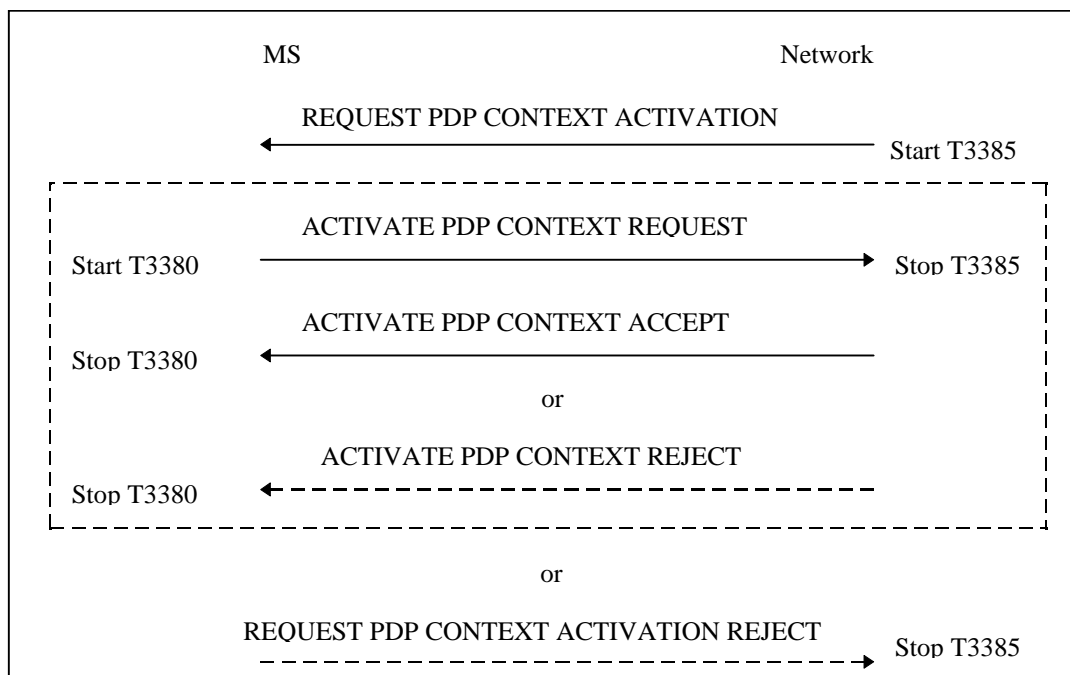 MS Network
REQUEST PDP CONTEXT ACTIVATION
Start T3385
ACTIVATE PDP CONTEXT REQUEST
Start T3380 Stop T3385
ACTIVATE PDP CONTEXT ACCEPT
Stop T3380
or
ACTIVATE PDP CONTEXT REJECT
Stop T3380
or
REQUEST PDP CONTEXT ACTIVATION REJECT
Stop T3385